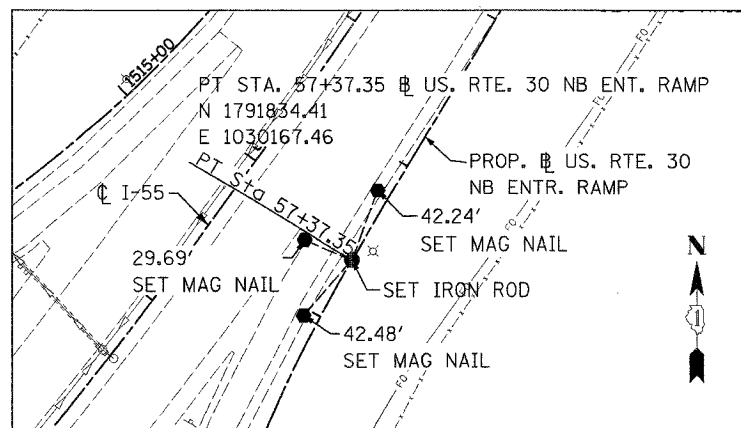 1515+00
PT STA. 57+37.35 ℄ US. RTE. 30 NB ENT. RAMP
N 1791834.41
E 1030167.46
PT Sta 57+37.35
℄ I-55
PROP. ℄ US. RTE. 30
NB ENTR. RAMP
42.24'
SET MAG NAIL
29.69'
SET MAG NAIL
SET IRON ROD
42.48'
SET MAG NAIL
N
FO
FO
FO
FO